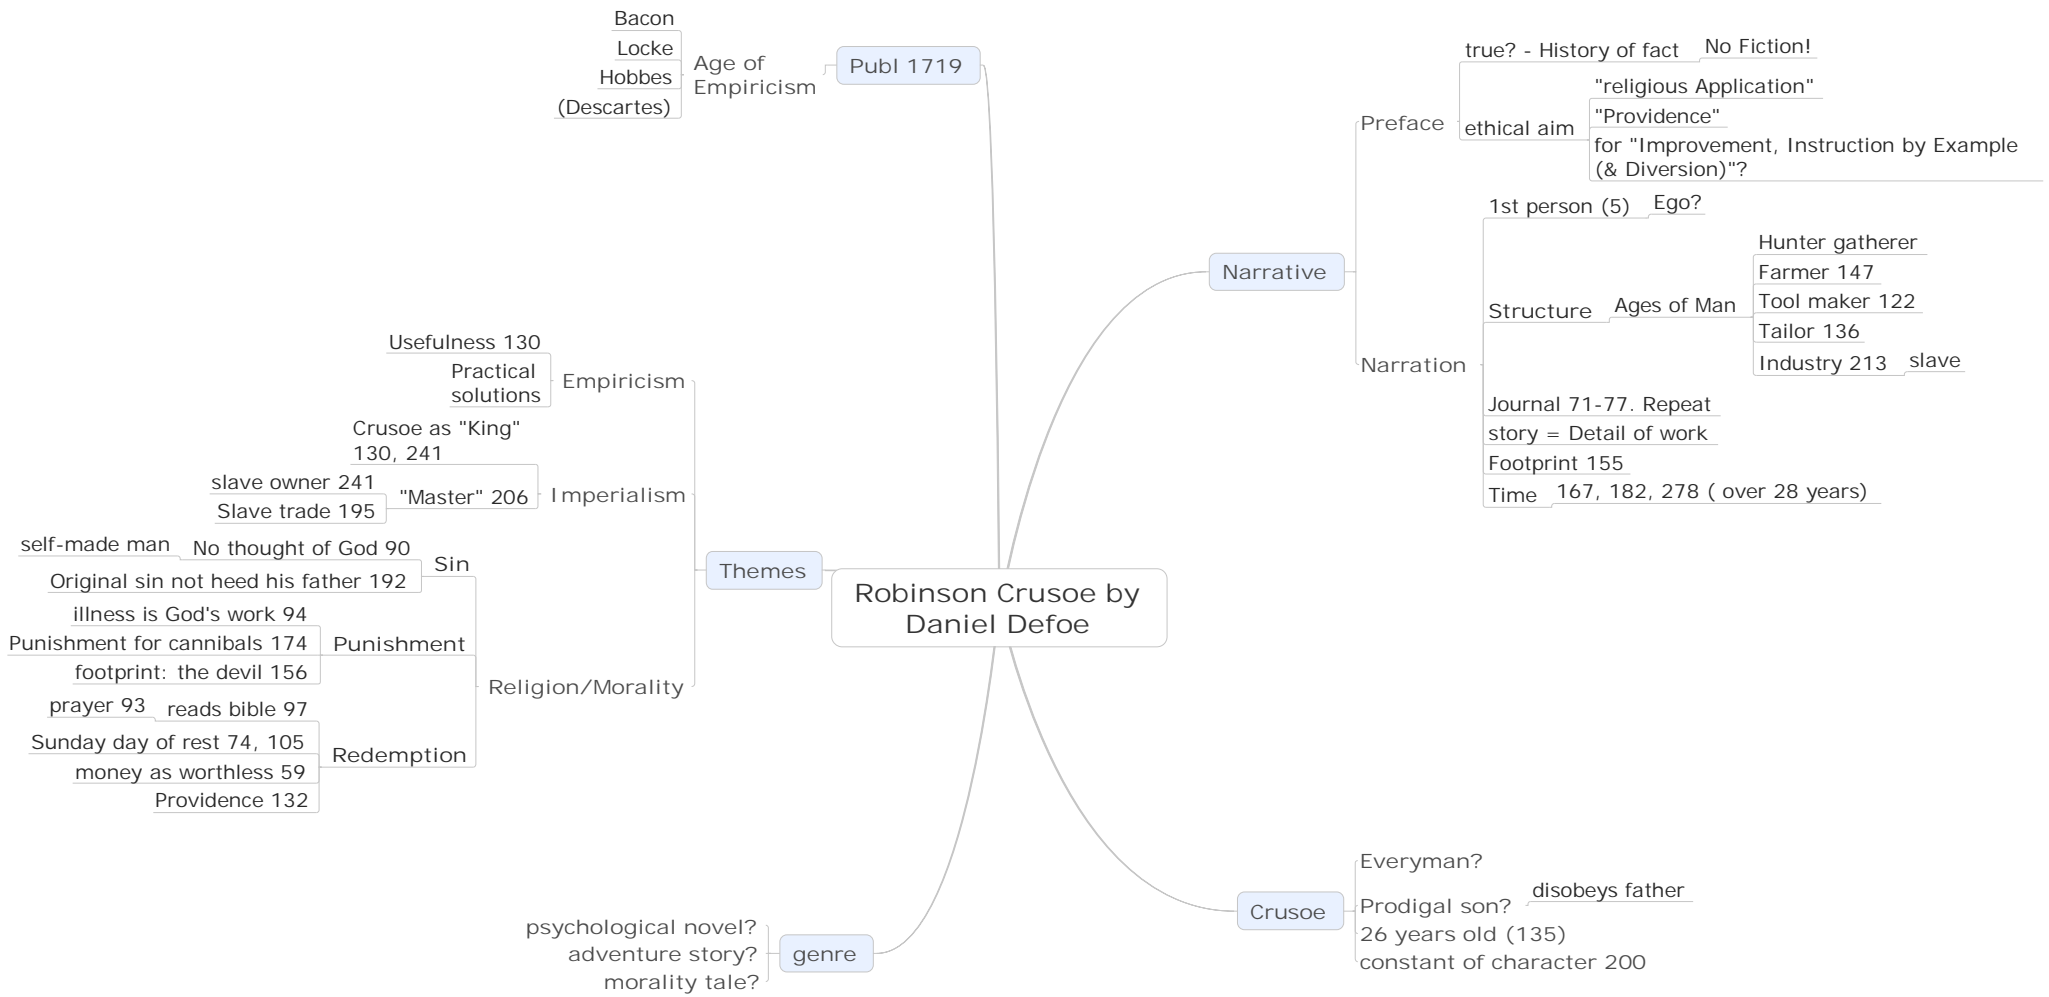 Robinson Crusoe by
Daniel Defoe
Publ 1719
Age of
Empiricism
Bacon
Locke
Hobbes
(Descartes)
Narrative
Preface
true? - History of fact
No Fiction!
ethical aim
"religious Application"
"Providence"
for "Improvement, Instruction by Example
(& Diversion)"?
Narration
1st person (5)
Ego?
Structure
Ages of Man
Hunter gatherer
Farmer 147
Tool maker 122
Tailor 136
Industry 213
slave
Journal 71-77. Repeat
story = Detail of work
Footprint 155
Time
167, 182, 278 ( over 28 years)
Themes
Empiricism
Usefulness 130
Practical
solutions
Imperialism
Crusoe as "King"
130, 241
"Master" 206
slave owner 241
Slave trade 195
Religion/Morality
Sin
No thought of God 90
self-made man
Original sin not heed his father 192
Punishment
illness is God's work 94
Punishment for cannibals 174
footprint: the devil 156
Redemption
reads bible 97
prayer 93
Sunday day of rest 74, 105
money as worthless 59
Providence 132
genre
psychological novel?
adventure story?
morality tale?
Crusoe
Everyman?
Prodigal son?
disobeys father
26 years old (135)
constant of character 200